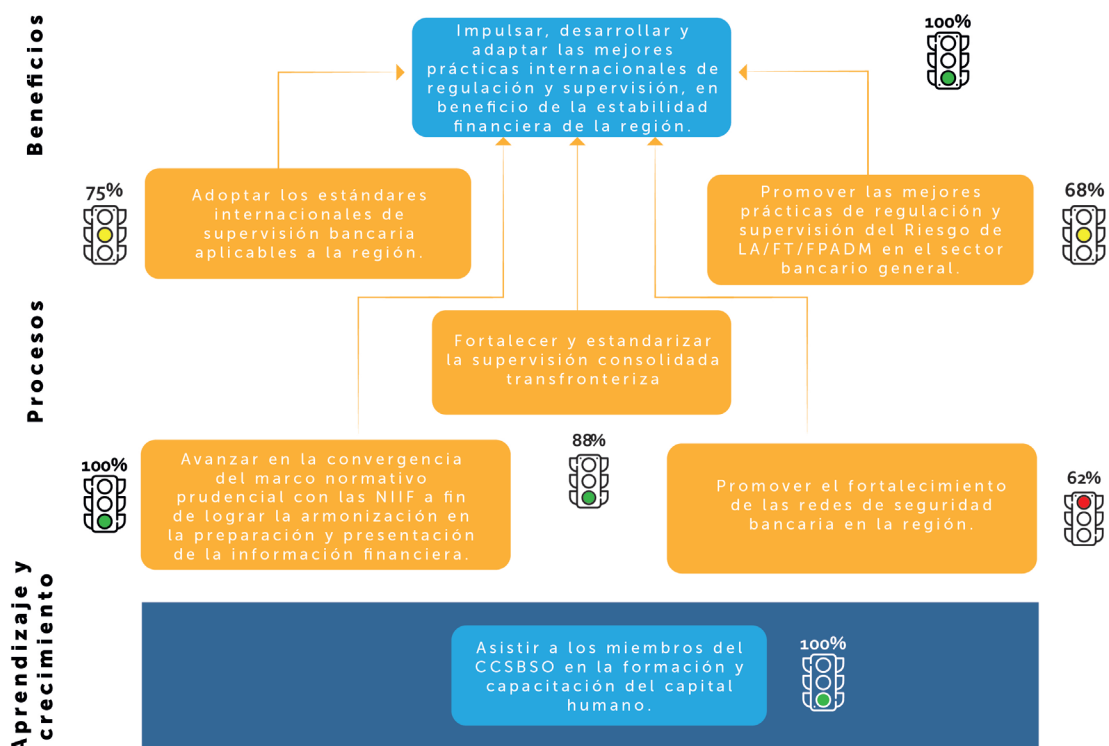 Beneficios
Impulsar, desarrollar y
adaptar las mejores
prácticas internacionales de
regulación y supervisión, en
beneficio de la estabilidad
financiera de la región.
100%
75%
Adoptar los estándares
internacionales de
supervisión bancaria
aplicables a la región.
Promover las mejores
prácticas de regulación y
supervisión del Riesgo de
LA/FT/FPADM en el sector
bancario general.
68%
Procesos
Fortalecer y estandarizar
la supervisión consolidada
transfronteriza
88%
100%
Avanzar en la convergencia
del marco normativo
prudencial con las NIIF a fin
de lograr la armonización en
la preparación y presentación
de la información financiera.
Promover el fortalecimiento
de las redes de seguridad
bancaria en la región.
62%
Aprendizaje y
crecimiento
Asistir a los miembros del
CCSBSO en la formación y
capacitación del capital
humano.
100%